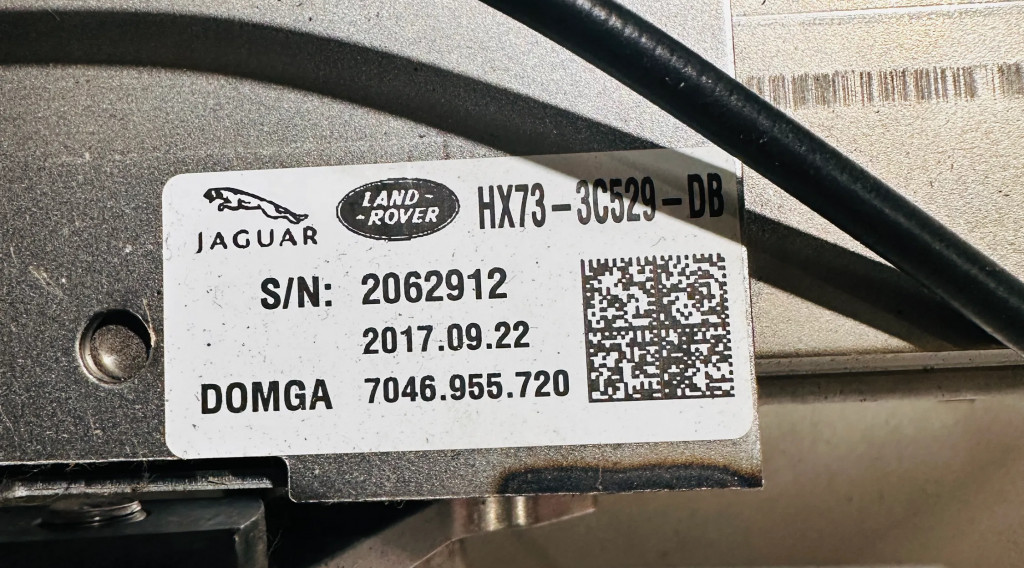 JAGUAR
LAND-
-ROVER
HX73-3C529-DB
S/N: 2062912
2017.09.22
DOMGA 7046.955.720